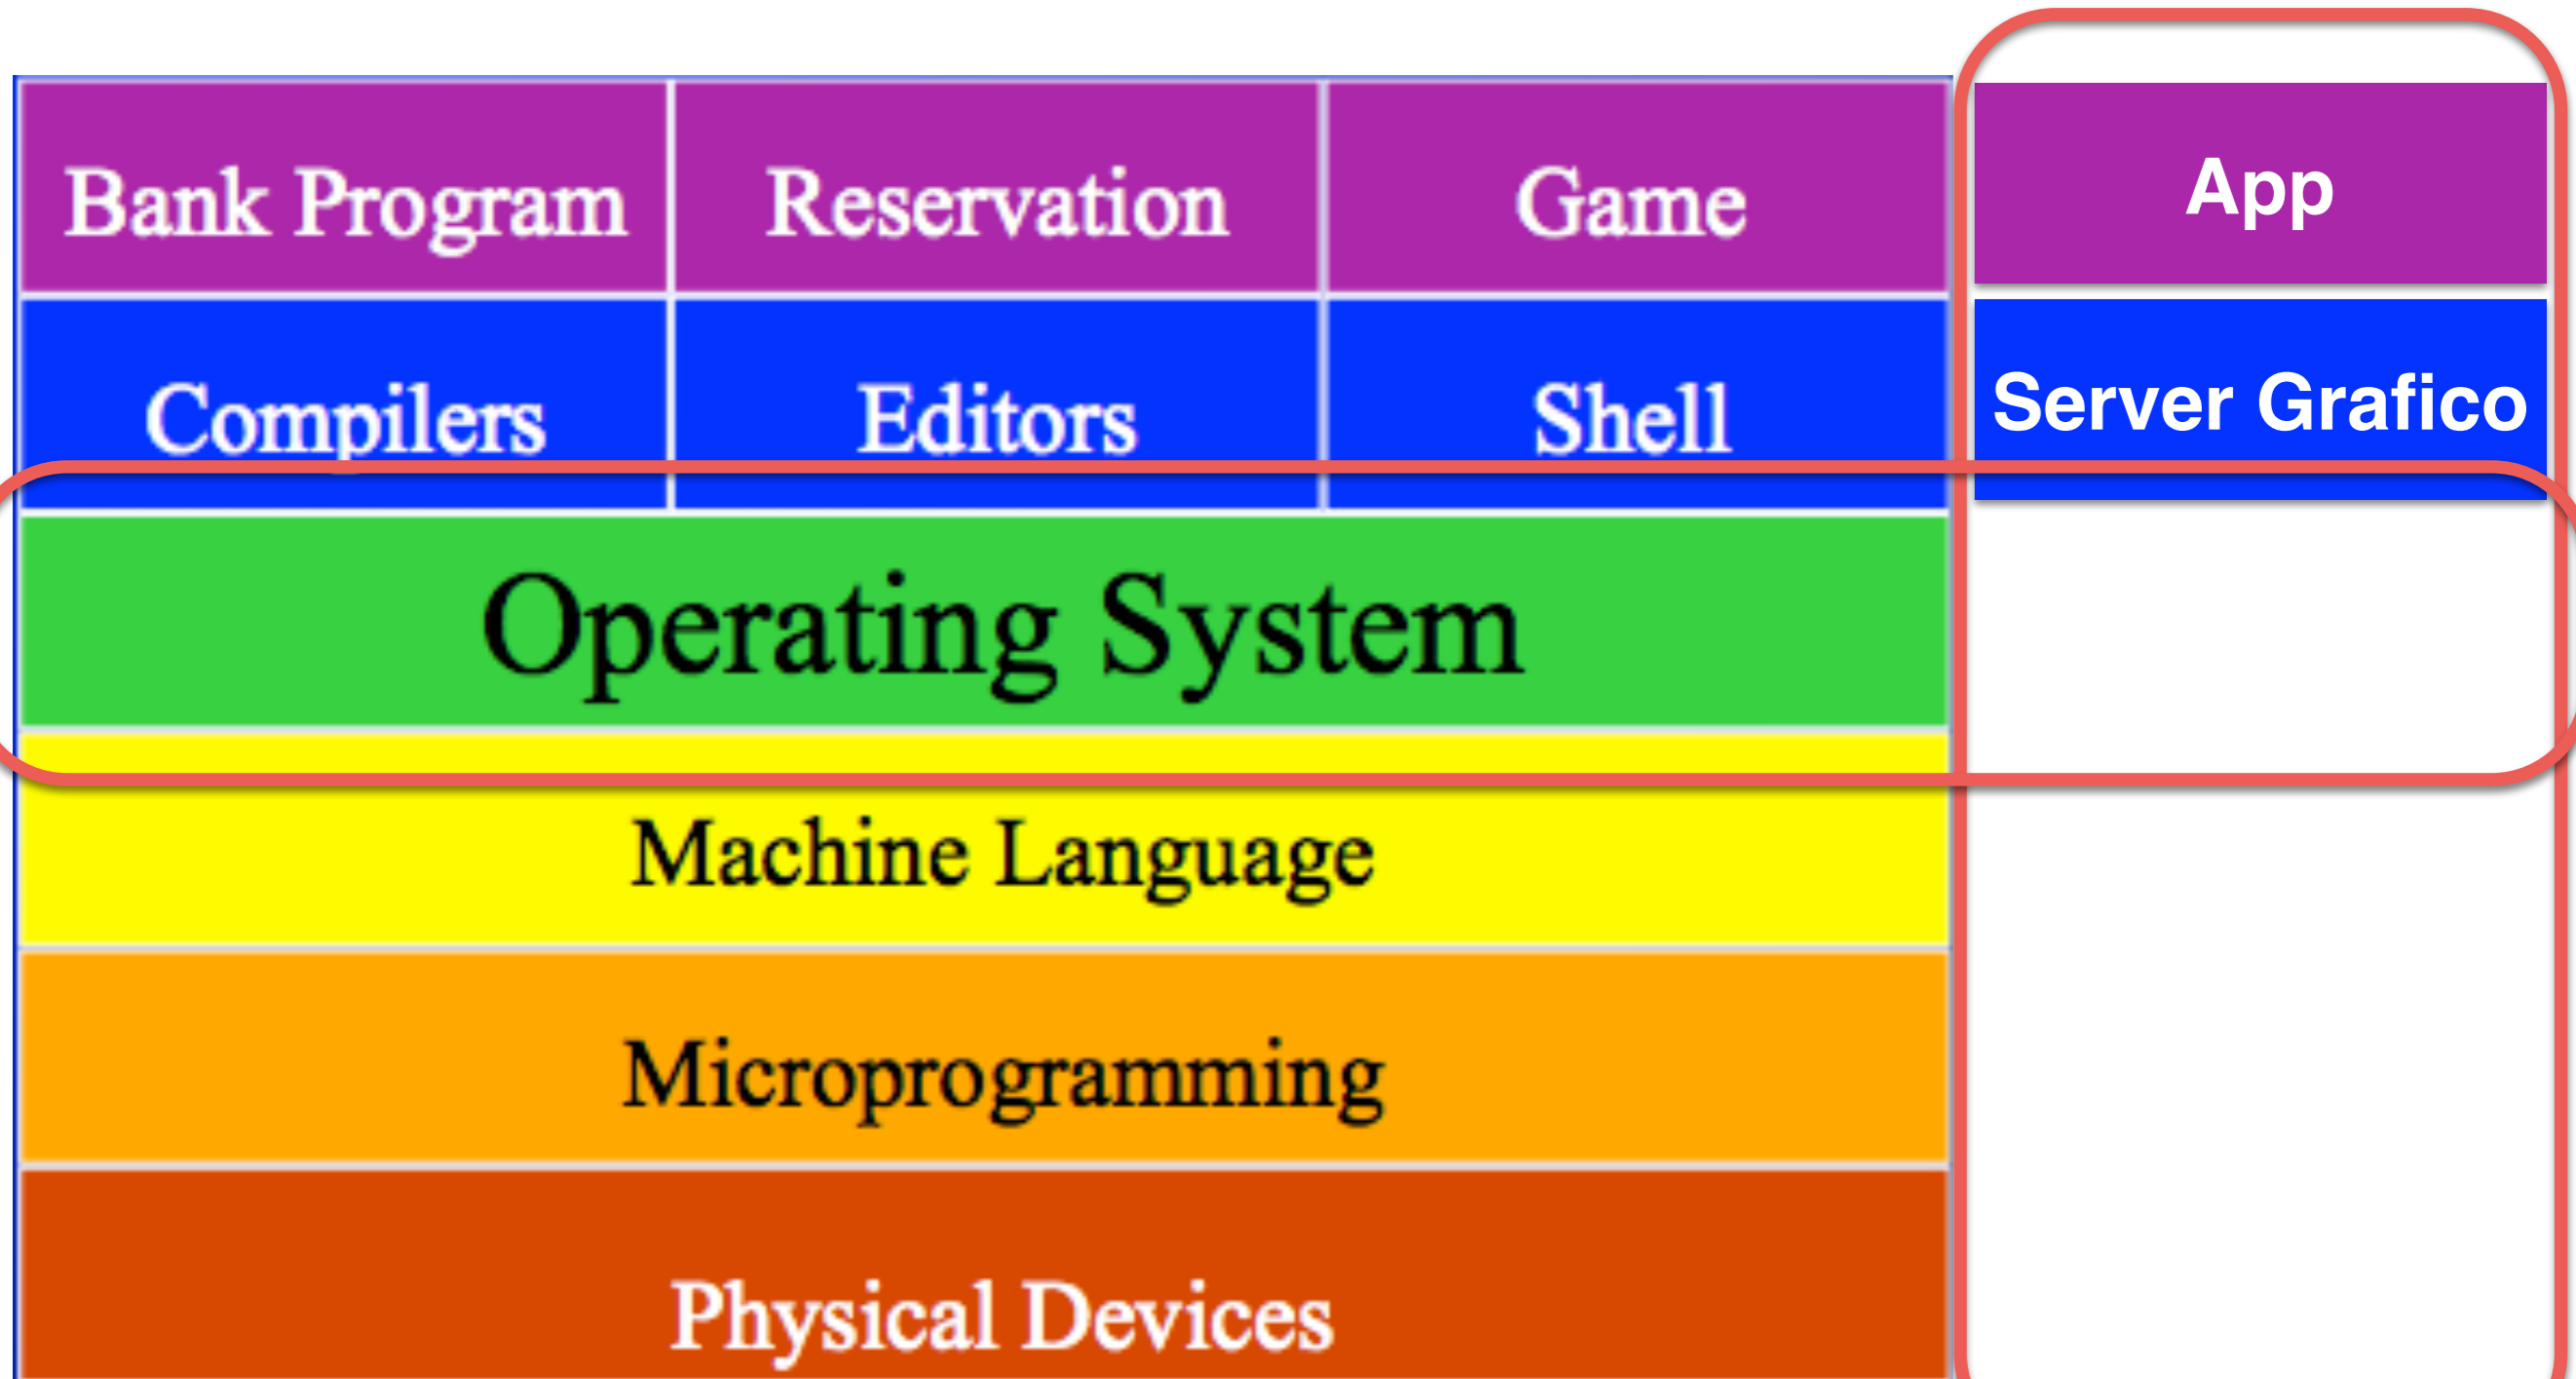 Bank Program
Reservation
Game
App
Compilers
Editors
Shell
Server Grafico
Operating System
Machine Language
Microprogramming
Physical Devices